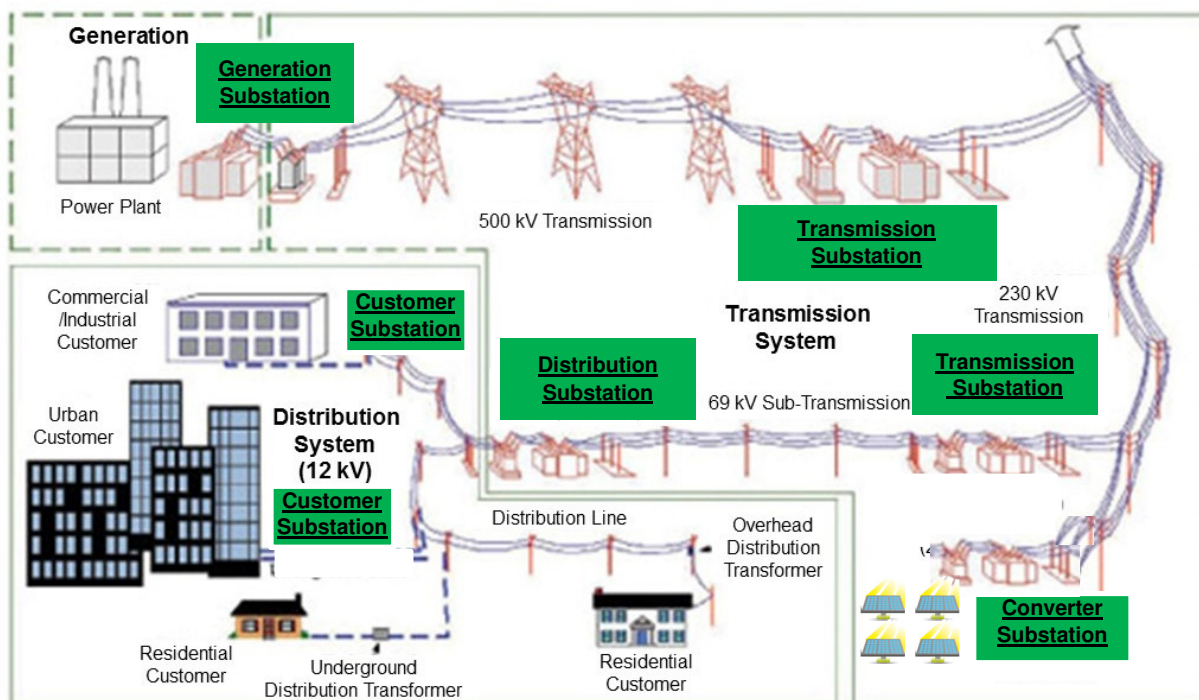 Generation
Generation
Substation
Power Plant
500 kV Transmission
Transmission
Substation
230 kV
Transmission
Transmission
System
Commercial
/Industrial
Customer
Customer
Substation
Distribution
Substation
Transmission
Substation
69 kV Sub-Transmission
Urban
Customer
Distribution
System
(12 kV)
Customer
Substation
Distribution Line
Overhead
Distribution
Transformer
Converter
Substation
Residential
Customer
Underground
Distribution Transformer
Residential
Customer